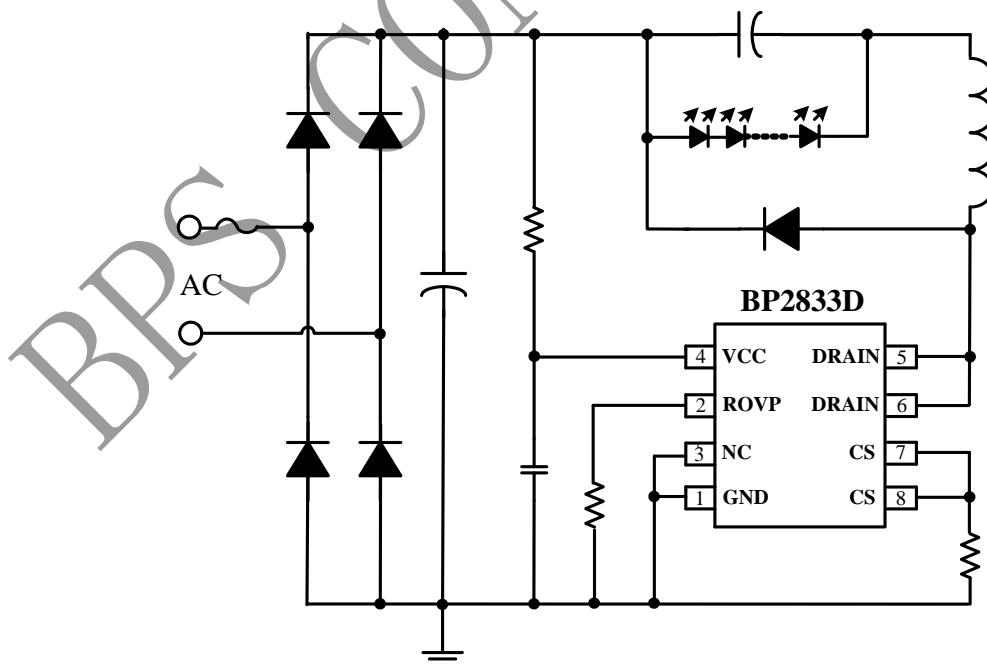 BPS CON
AC
BP2833D
4 VCC DRAIN 5
2 ROVP DRAIN 6
3 NC CS 7
1 GND CS 8